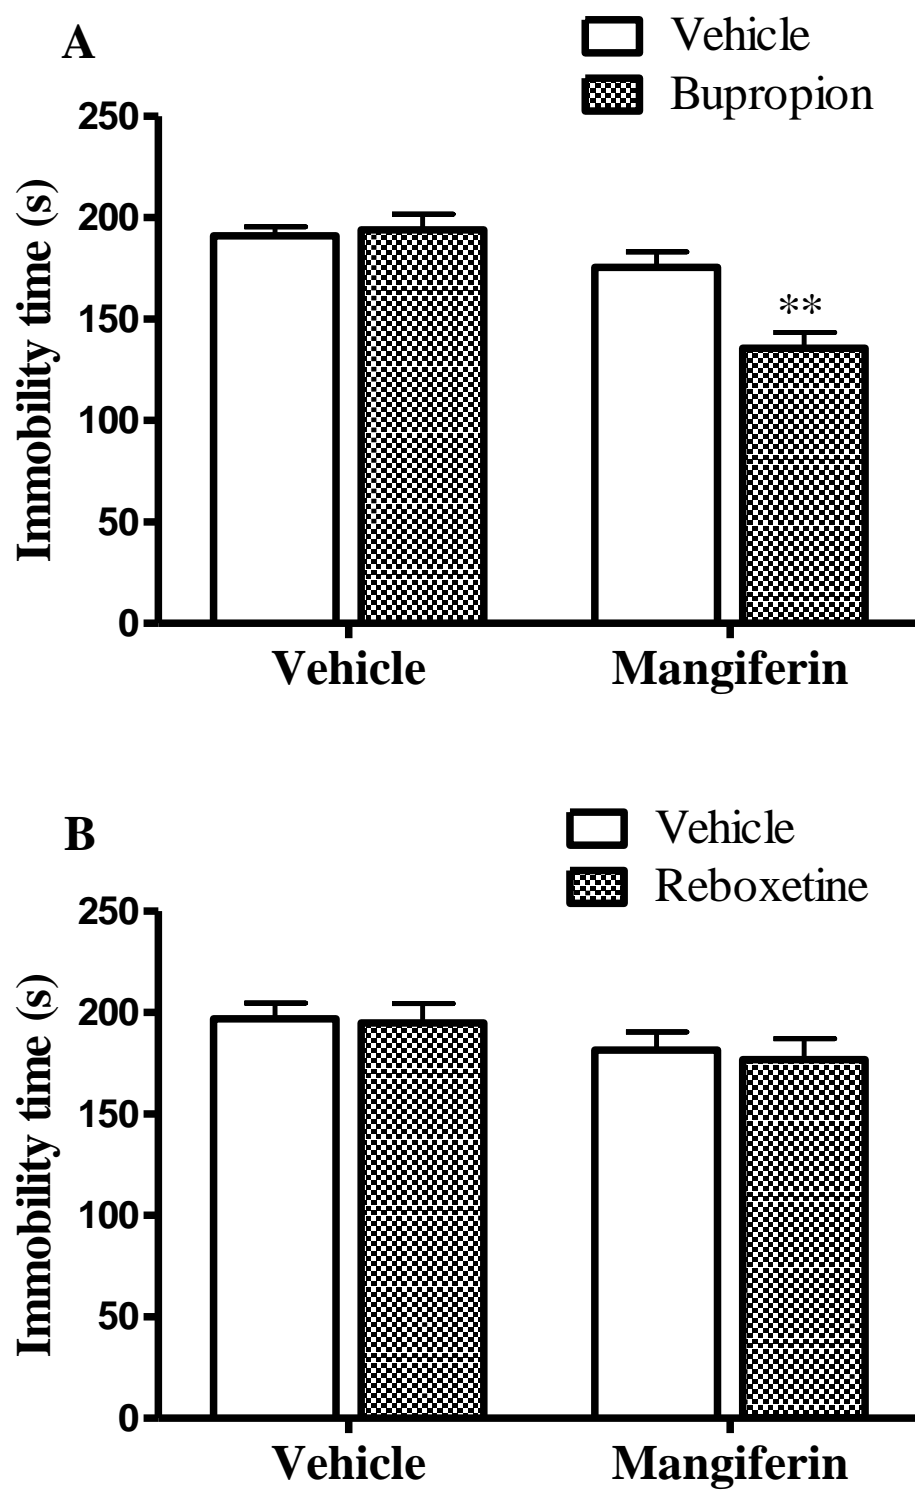 A
Vehicle
Bupropion
250
200
150
100
50
0
Immobility time (s)
**
Vehicle
Mangiferin
B
Vehicle
Reboxetine
250
200
150
100
50
0
Immobility time (s)
Vehicle
Mangiferin